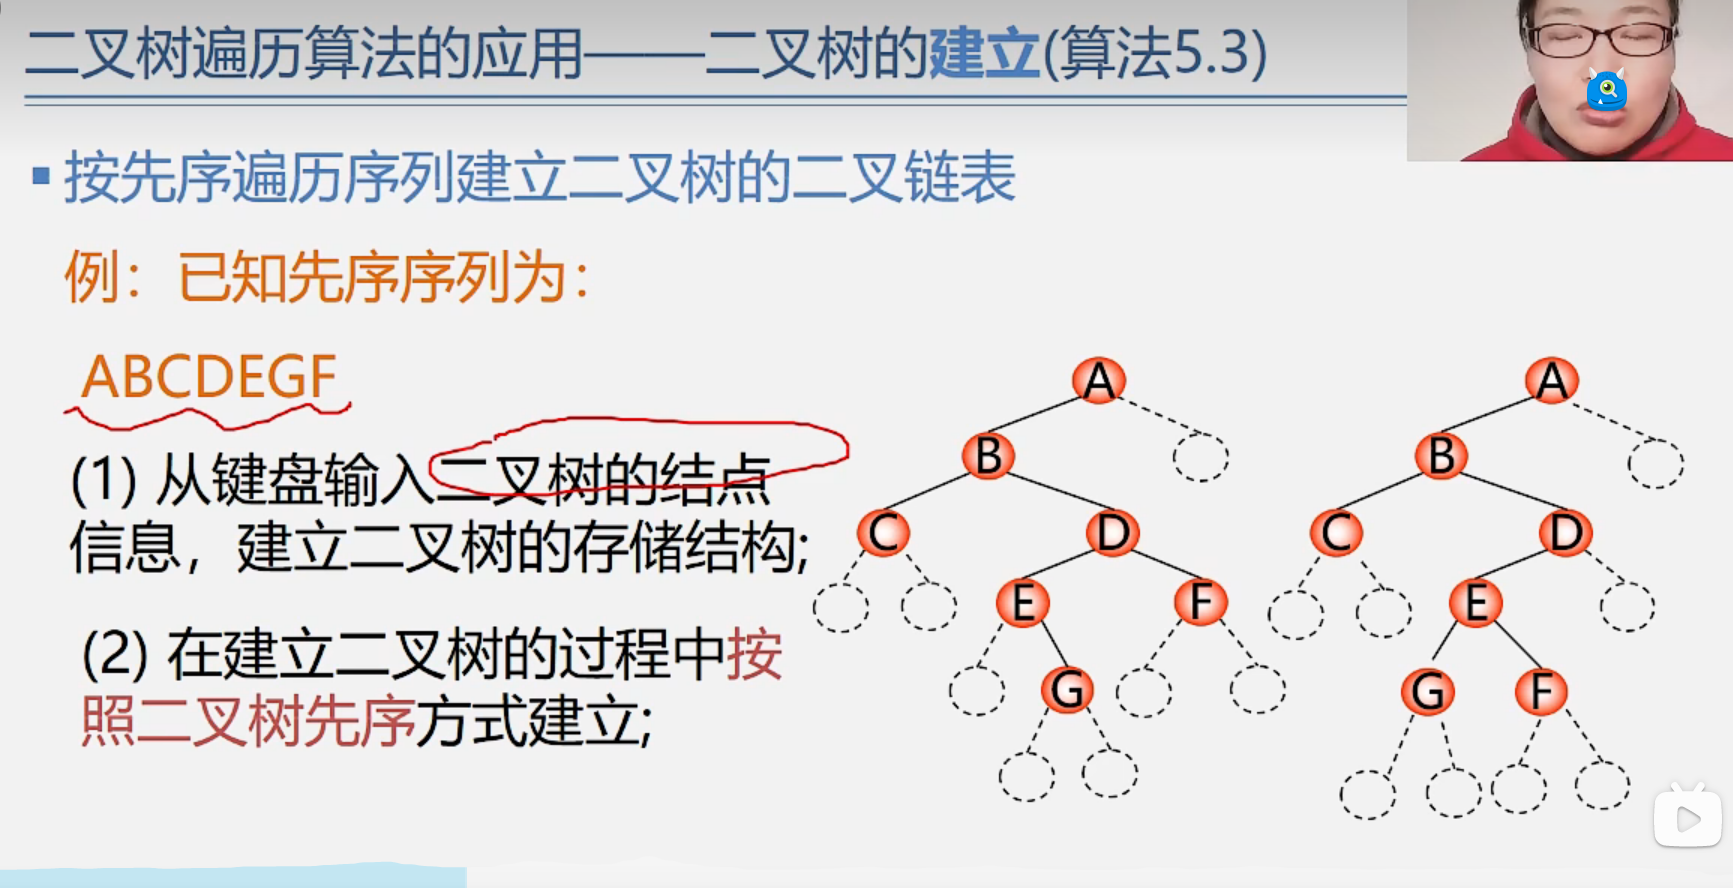 二叉树遍历算法的应用——二叉树的建立(算法5.3)
按先序遍历序列建立二叉树的二叉链表
例：已知先序序列为：
ABCDEGF
(1) 从键盘输入二叉树的结点
信息，建立二叉树的存储结构;
(2) 在建立二叉树的过程中按
照二叉树先序方式建立;
A
B
C
D
E
F
G
A
B
C
D
E
G
F